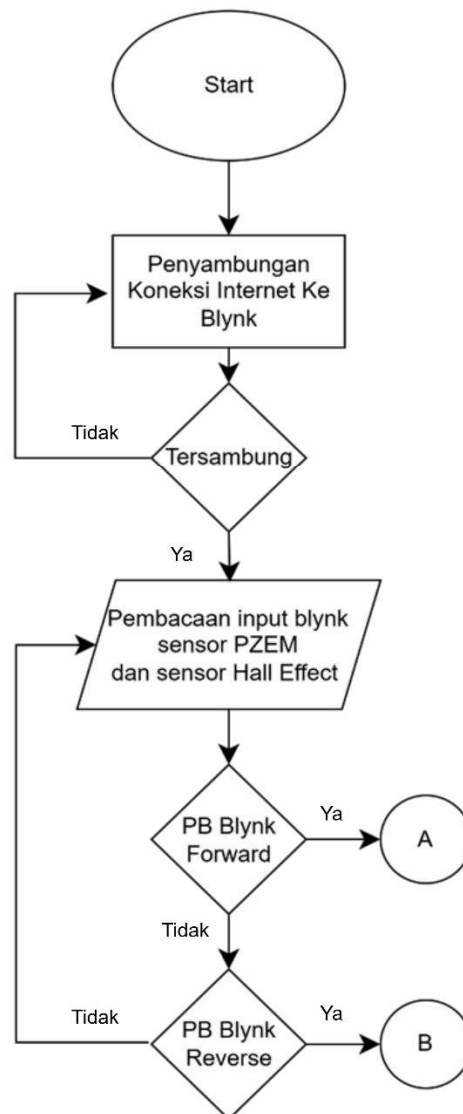 Start
Penyambungan
Koneksi Internet Ke
Blynk
Tidak
Tersambung
Ya
Pembacaan input blynk
sensor PZEM
dan sensor Hall Effect
PB Blynk
Forward
Ya
A
Tidak
Tidak
PB Blynk
Reverse
Ya
B